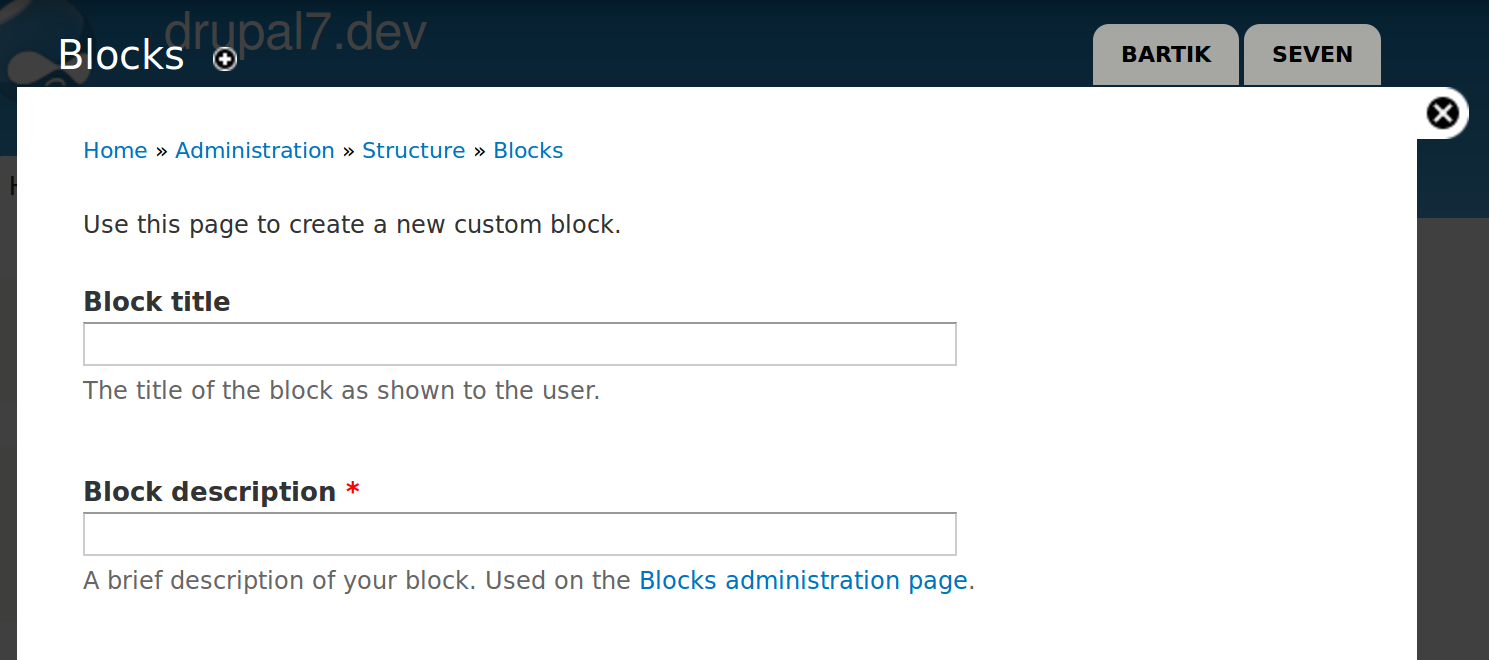 drupal7.dev
Blocks
BARTIK SEVEN
Home » Administration » Structure » Blocks
Use this page to create a new custom block.
Block title
The title of the block as shown to the user.
Block description *
A brief description of your block. Used on the Blocks administration page.